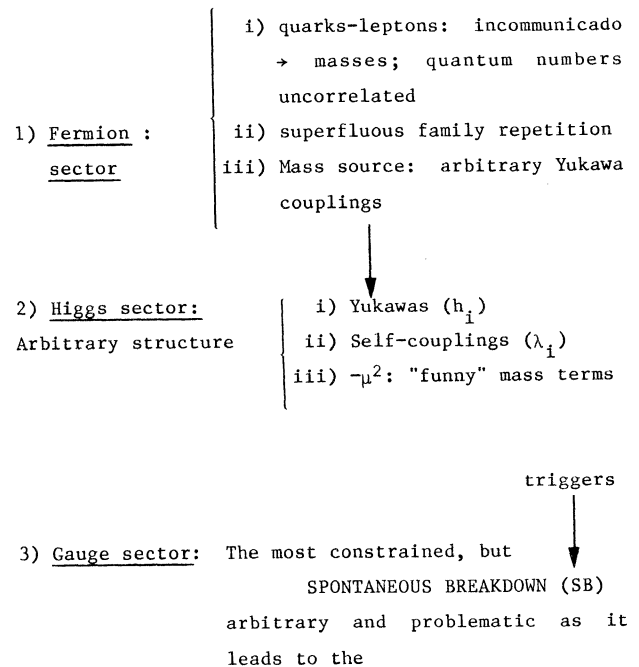 i) quarks-leptons: incommunicado
→ masses; quantum numbers
uncorrelated
1) Fermion : ii) superfluous family repetition
sector iii) Mass source: arbitrary Yukawa
couplings
2) Higgs sector: i) Yukawas (h_i)
Arbitrary structure ii) Self-couplings (λ_i)
iii) -μ²: "funny" mass terms
triggers
3) Gauge sector: The most constrained, but
SPONTANEOUS BREAKDOWN (SB)
arbitrary and problematic as it
leads to the